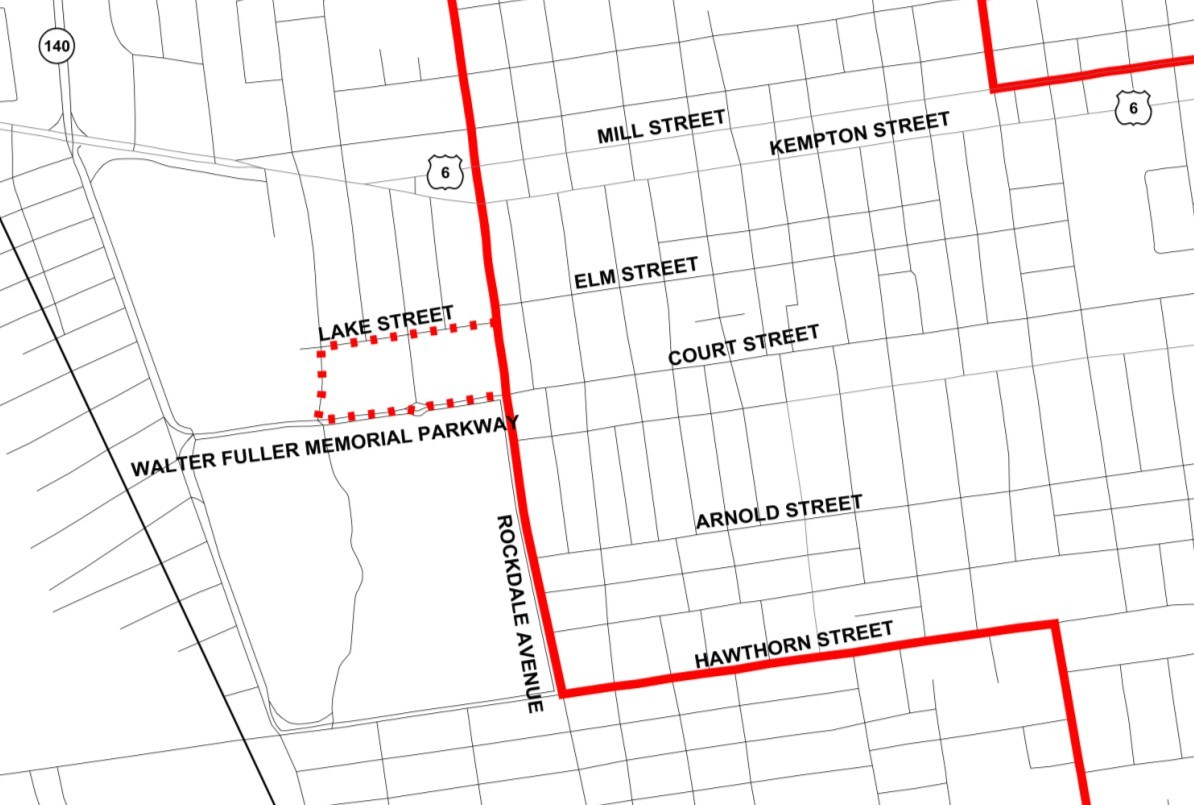 140
6
MILL STREET
KEMPTON STREET
6
ELM STREET
LAKE STREET
COURT STREET
WALTER FULLER MEMORIAL PARKWAY
ARNOLD STREET
ROCKDALE AVENUE
HAWTHORN STREET